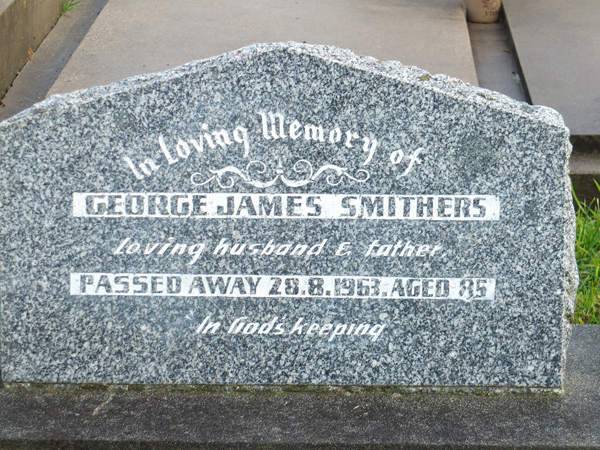 In Loving Memory of
GEORGE JAMES SMITHERS
Loving husband & father,
PASSED AWAY 28.8.1963. AGED 85
In Gods keeping